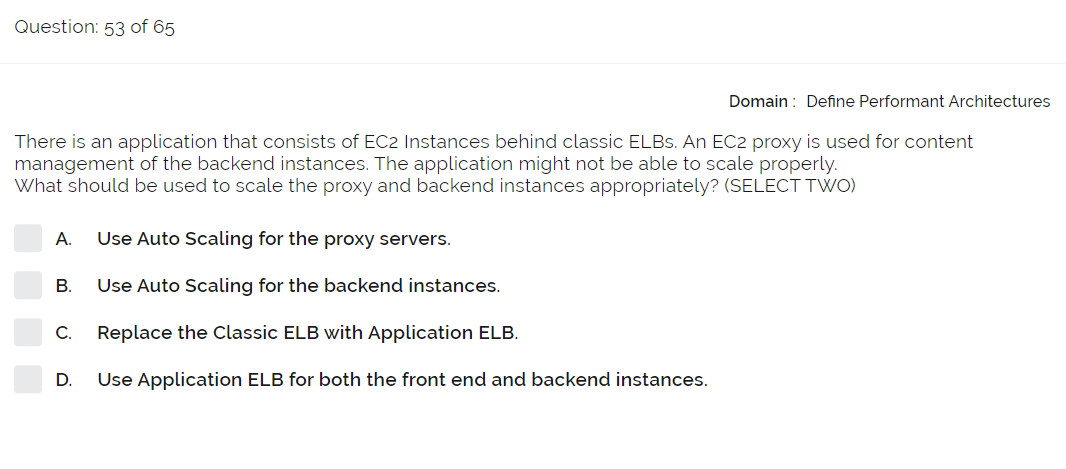 Question: 53 of 65
Domain : Define Performant Architectures
There is an application that consists of EC2 Instances behind classic ELBs. An EC2 proxy is used for content
management of the backend instances. The application might not be able to scale properly.
What should be used to scale the proxy and backend instances appropriately? (SELECT TWO)
A. Use Auto Scaling for the proxy servers.
B. Use Auto Scaling for the backend instances.
C. Replace the Classic ELB with Application ELB.
D. Use Application ELB for both the front end and backend instances.